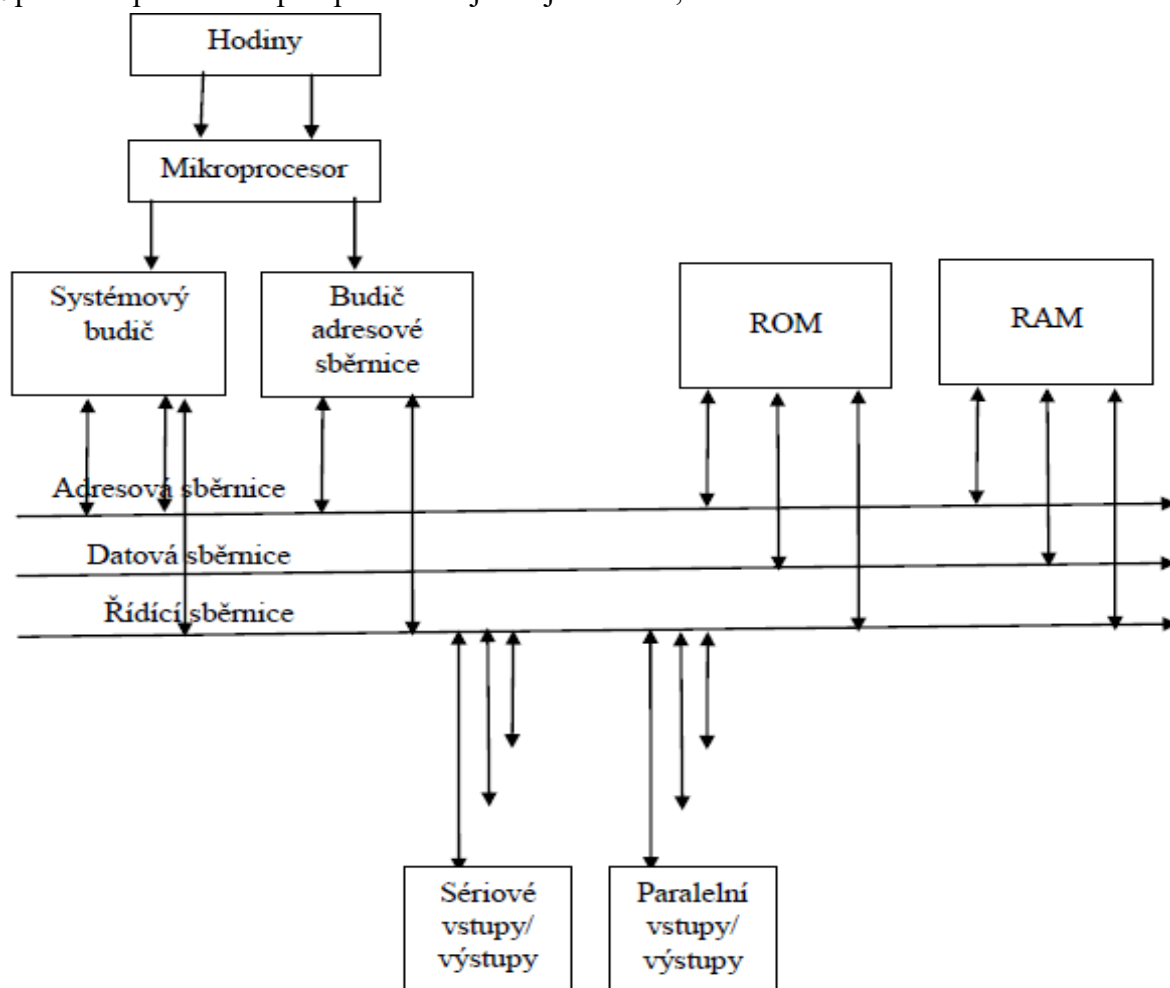 Hodiny
Mikroprocesor
Systémový
budič
Budič
adresové
sběrnice
ROM
RAM
Adresová sběrnice
Datová sběrnice
Řídící sběrnice
Sériové
vstupy/
výstupy
Paralelní
vstupy/
výstupy